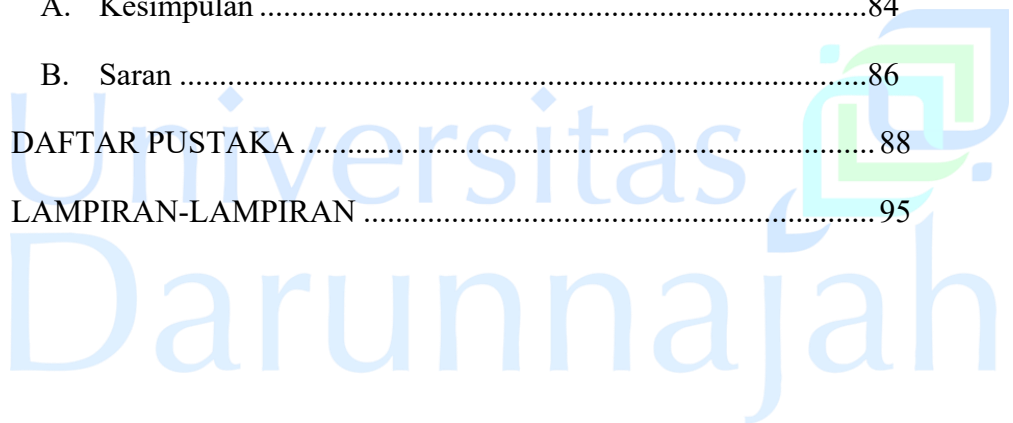 A. Kesimpulan ..............................................................................84
B. Saran ........................................................................................86
DAFTAR PUSTAKA .......................................................................... 88
LAMPIRAN-LAMPIRAN .................................................................. 95
Universitas
Darunnajah